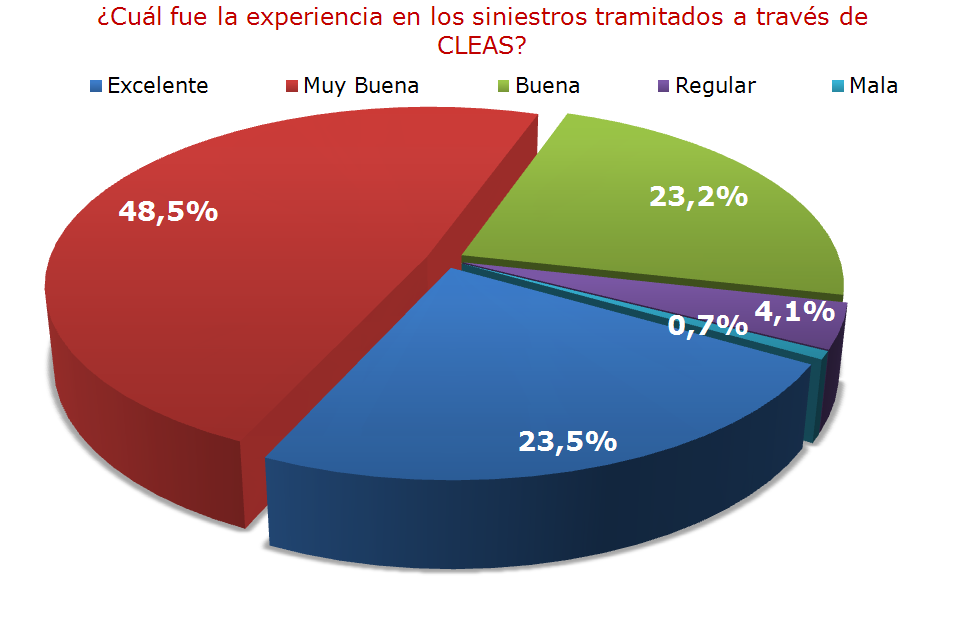 ¿Cuál fue la experiencia en los siniestros tramitados a través de
CLEAS?
Excelente Muy Buena Buena Regular Mala
48,5%
23,2%
4,1%
0,7%
23,5%